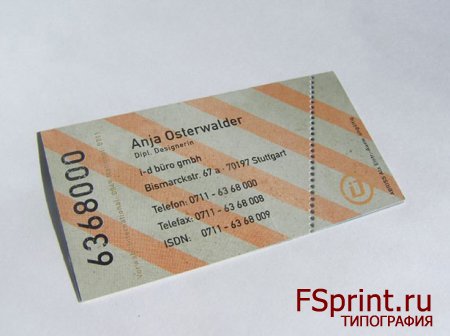 Anja Osterwalder
Dipl. Designerin
i-d büro gmbh
Bismarckstr. 67 a - 70197 Stuttgart
Telefon: 0711 - 63 68 000
Telefax: 0711 - 63 68 008
ISDN: 0711 - 63 68 009
6368000
FSprint.ru
ТИПОГРАФИЯ